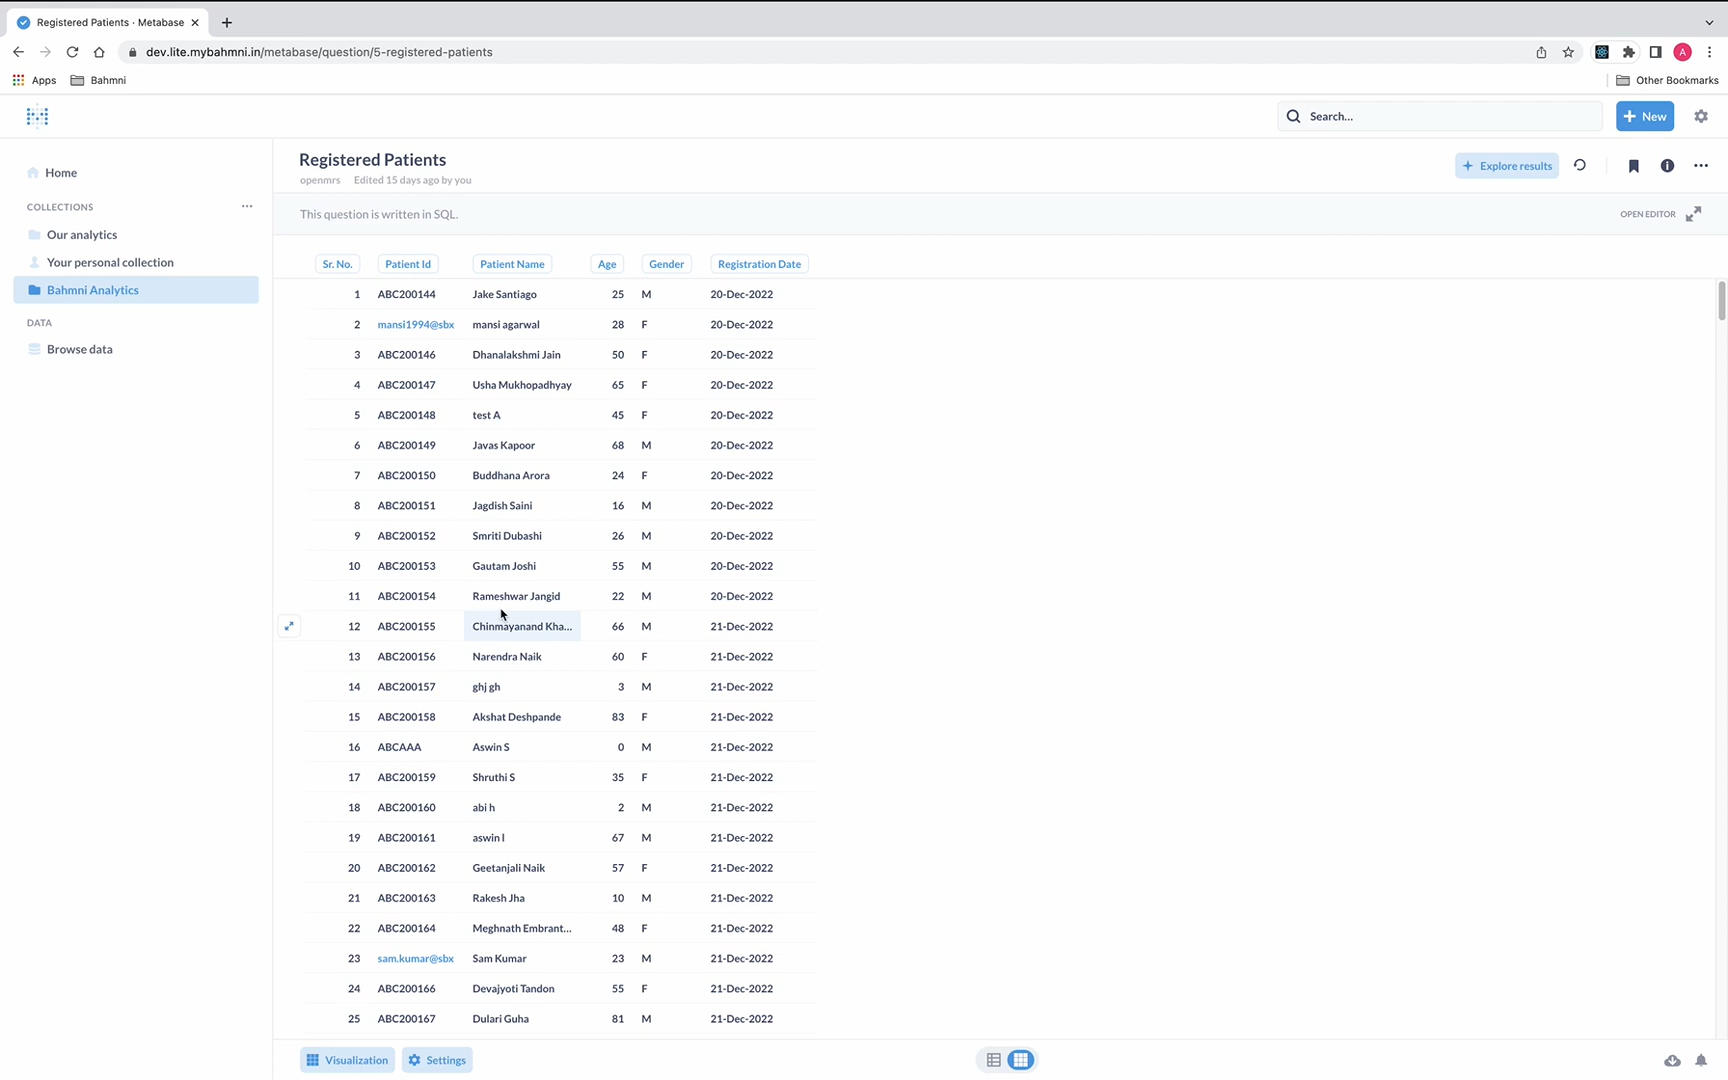 Registered Patients · Metabase
dev.lite.mybahmni.in/metabase/question/5-registered-patients
A
Apps Bahmni Other Bookmarks
Search...
New
Home
COLLECTIONS
Our analytics
Your personal collection
Bahmni Analytics
DATA
Browse data
Registered Patients
openmrs Edited 15 days ago by you
Explore results
This question is written in SQL.
OPEN EDITOR
Sr. No. Patient Id Patient Name Age Gender Registration Date
1 ABC200144 Jake Santiago 25 M 20-Dec-2022
2 mansi1994@sbx mansi agarwal 28 F 20-Dec-2022
3 ABC200146 Dhanalakshmi Jain 50 F 20-Dec-2022
4 ABC200147 Usha Mukhopadhyay 65 F 20-Dec-2022
5 ABC200148 test A 45 F 20-Dec-2022
6 ABC200149 Javas Kapoor 68 M 20-Dec-2022
7 ABC200150 Buddhana Arora 24 F 20-Dec-2022
8 ABC200151 Jagdish Saini 16 M 20-Dec-2022
9 ABC200152 Smriti Dubashi 26 M 20-Dec-2022
10 ABC200153 Gautam Joshi 55 M 20-Dec-2022
11 ABC200154 Rameshwar Jangid 22 M 20-Dec-2022
12 ABC200155 Chinmayanand Kha... 66 M 21-Dec-2022
13 ABC200156 Narendra Naik 60 F 21-Dec-2022
14 ABC200157 ghj gh 3 M 21-Dec-2022
15 ABC200158 Akshat Deshpande 83 F 21-Dec-2022
16 ABCAAA Aswin S 0 M 21-Dec-2022
17 ABC200159 Shruthi S 35 F 21-Dec-2022
18 ABC200160 abi h 2 M 21-Dec-2022
19 ABC200161 aswin l 67 M 21-Dec-2022
20 ABC200162 Geetanjali Naik 57 F 21-Dec-2022
21 ABC200163 Rakesh Jha 10 M 21-Dec-2022
22 ABC200164 Meghnath Embrant... 48 F 21-Dec-2022
23 sam.kumar@sbx Sam Kumar 23 M 21-Dec-2022
24 ABC200166 Devajyoti Tandon 55 F 21-Dec-2022
25 ABC200167 Dulari Guha 81 M 21-Dec-2022
Visualization Settings